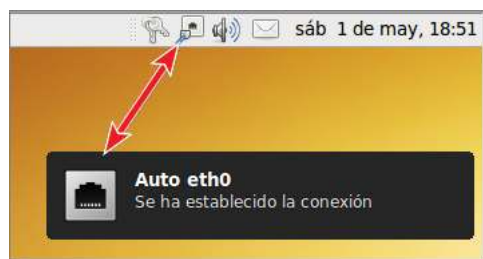 sáb 1 de may, 18:51
Auto eth0
Se ha establecido la conexión